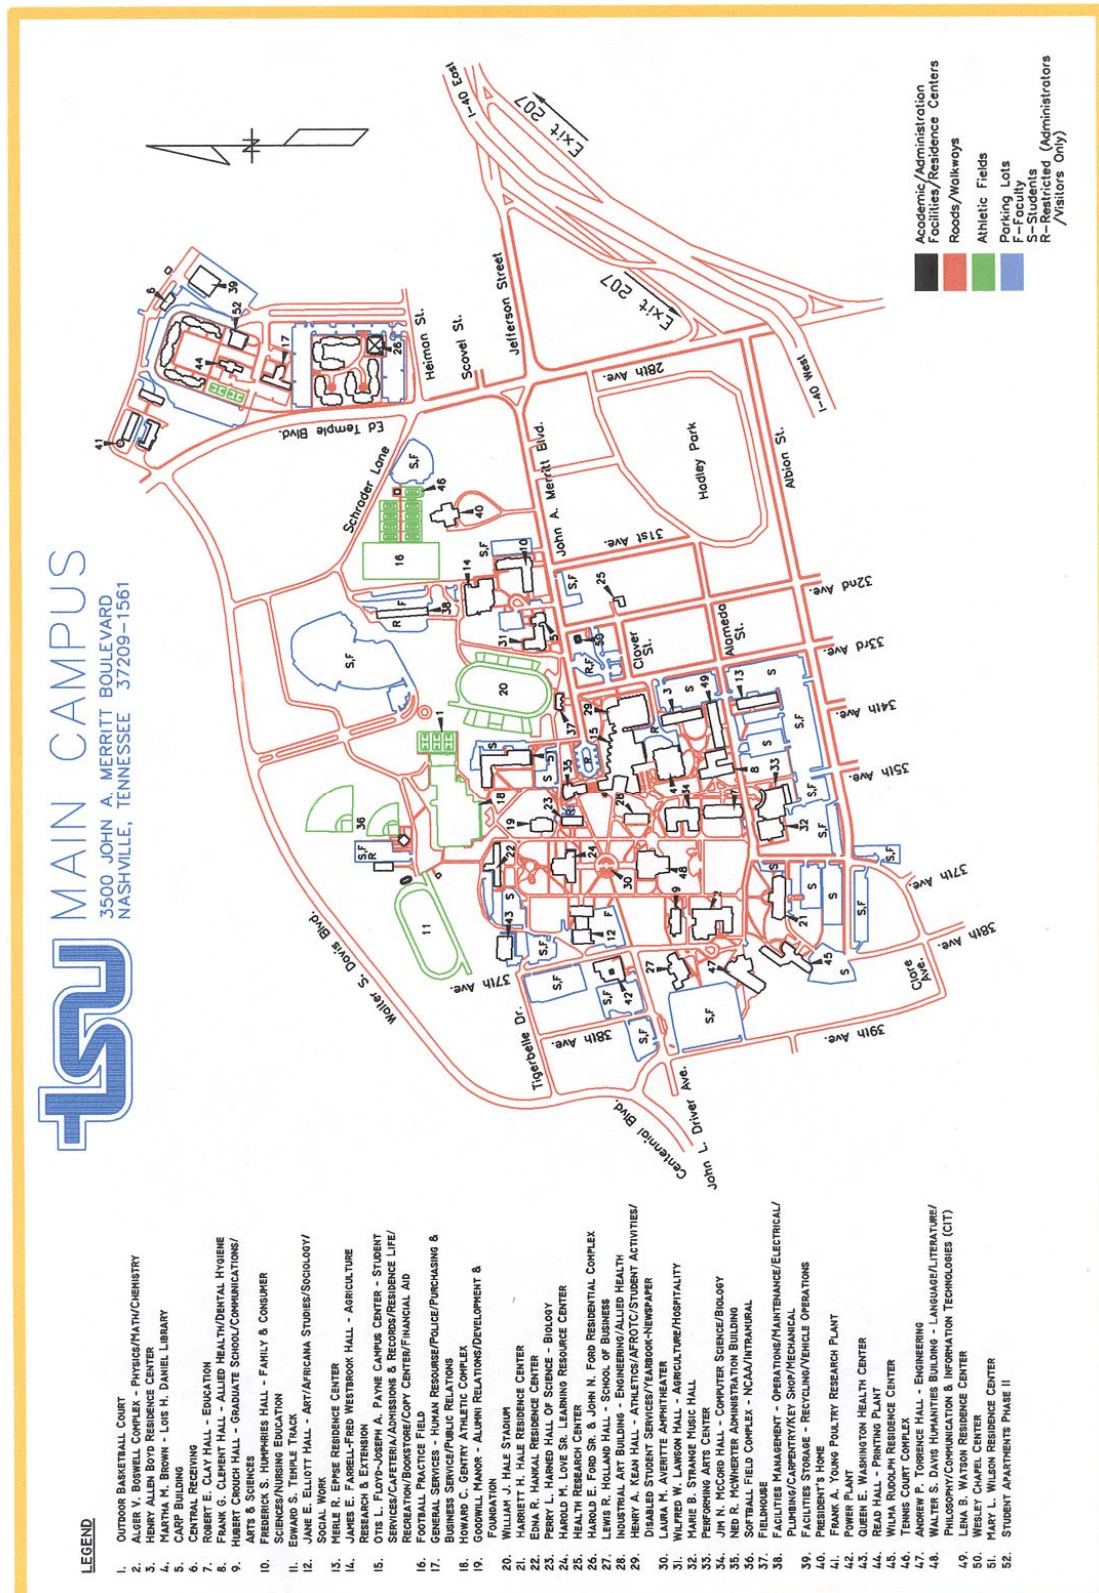 tsu
MAIN CAMPUS
3500 JOHN A. MERRITT BOULEVARD
NASHVILLE, TENNESSEE 37209-1561
LEGEND
1. OUTDOOR BASKETBALL COURT
2. ALGER V. BOSWELL COMPLEX - PHYSICS/MATH/CHEMISTRY
3. HENRY ALLEN BOYD RESIDENCE CENTER
4. MARTHA M. BROWN - LOIS H. DANIEL LIBRARY
5. CARP BUILDING
6. CENTRAL RECEIVING
7. ROBERT E. CLAY HALL - EDUCATION
8. FRANK G. CLEMENT HALL - ALLIED HEALTH/DENTAL HYGIENE
9. HUBERT CROUCH HALL - GRADUATE SCHOOL/COMMUNICATIONS/
ARTS & SCIENCES
10. FREDERICK S. HUMPHRIES HALL - FAMILY & CONSUMER
SCIENCES/NURSING EDUCATION
11. EDWARD S. TEMPLE TRACK
12. JANE E. ELLIOTT HALL - ART/AFRICANA STUDIES/SOCIOLOGY/
SOCIAL WORK
13. MERLE R. EPPSE RESIDENCE CENTER
14. JAMES E. FARRELL-FRED WESTBROOK HALL - AGRICULTURE
RESEARCH & EXTENSION
15. OTIS L. FLOYD-JOSEPH A. PAYNE CAMPUS CENTER - STUDENT
SERVICES/CAFETERIA/ADMISSIONS & RECORDS/RESIDENCE LIFE/
RECREATION/BOOKSTORE/COPY CENTER/FINANCIAL AID
16. FOOTBALL PRACTICE FIELD
17. GENERAL SERVICES - HUMAN RESOURSE/POLICE/PURCHASING &
BUSINESS SERVICE/PUBLIC RELATIONS
18. HOWARD C. GENTRY ATHLETIC COMPLEX
19. GOODWILL MANOR - ALUMNI RELATIONS/DEVELOPMENT &
FOUNDATION
20. WILLIAM J. HALE STADIUM
21. HARRIETT H. HALE RESIDENCE CENTER
22. EDNA R. HANKAL RESIDENCE CENTER
23. PERRY L. HARNED HALL OF SCIENCE - BIOLOGY
24. HAROLD M. LOVE SR. LEARNING RESOURCE CENTER
25. HEALTH RESEARCH CENTER
26. HAROLD E. FORD SR. & JOHN N. FORD RESIDENTIAL COMPLEX
27. LEWIS R. HOLLAND HALL - SCHOOL OF BUSINESS
28. INDUSTRIAL ART BUILDING - ENGINEERING/ALLIED HEALTH
29. HENRY A. KEAN HALL - ATHLETICS/AFROTC/STUDENT ACTIVITIES/
DISABLED STUDENT SERVICES/YEARBOOK-NEWSPAPER
30. LAURA M. AVERITTE AMPHITHEATER
31. WILFRED W. LAWSON HALL - AGRICULTURE/HOSPITALITY
32. MARIE B. STRANGE MUSIC HALL
33. PERFORMING ARTS CENTER
34. JIM N. McCORD HALL - COMPUTER SCIENCE/BIOLOGY
35. NED R. McWHERTER ADMINISTRATION BUILDING
36. SOFTBALL FIELD COMPLEX - NCAA/INTRAMURAL
37. FIELDHOUSE
38. FACILITIES MANAGEMENT - OPERATIONS/MAINTENANCE/ELECTRICAL/
PLUMBING/CARPENTRY/KEY SHOP/MECHANICAL
39. FACILITIES STORAGE - RECYCLING/VEHICLE OPERATIONS
40. PRESIDENT'S HOME
41. FRANK A. YOUNG POULTRY RESEARCH PLANT
42. POWER PLANT
43. QUEEN E. WASHINGTON HEALTH CENTER
44. READ HALL - PRINTING PLANT
45. WILMA RUDOLPH RESIDENCE CENTER
46. TENNIS COURT COMPLEX
47. ANDREW P. TORRENCE HALL - ENGINEERING
48. WALTER S. DAVIS HUMANITIES BUILDING - LANGUAGE/LITERATURE/
PHILOSOPHY/COMMUNICATION & INFORMATION TECHNOLOGIES (CIT)
49. LENA B. WATSON RESIDENCE CENTER
50. WESLEY CHAPEL CENTER
51. MARY L. WILSON RESIDENCE CENTER
52. STUDENT APARTMENTS PHASE II
Walter S. Davis Blvd.
Centennial Blvd.
John L. Driver Ave.
Tigerbelle Dr.
37th Ave.
38th Ave.
39th Ave.
Clare Ave.
38th Ave.
37th Ave.
35th Ave.
34th Ave.
33rd Ave.
32nd Ave.
31st Ave.
28th Ave.
Albion St.
Alameda St.
Clover St.
John A. Merritt Blvd.
Hadley Park
Schrader Lane
Ed Temple Blvd.
Heiman St.
Scovel St.
Jefferson Street
I-40 East
I-40 West
Exit 207
Exit 207
Academic/Administration
Facilities/Residence Centers
Roads/Walkways
Athletic Fields
Parking Lots
F-Faculty
S-Students
R-Restricted (Administrators
/Visitors Only)